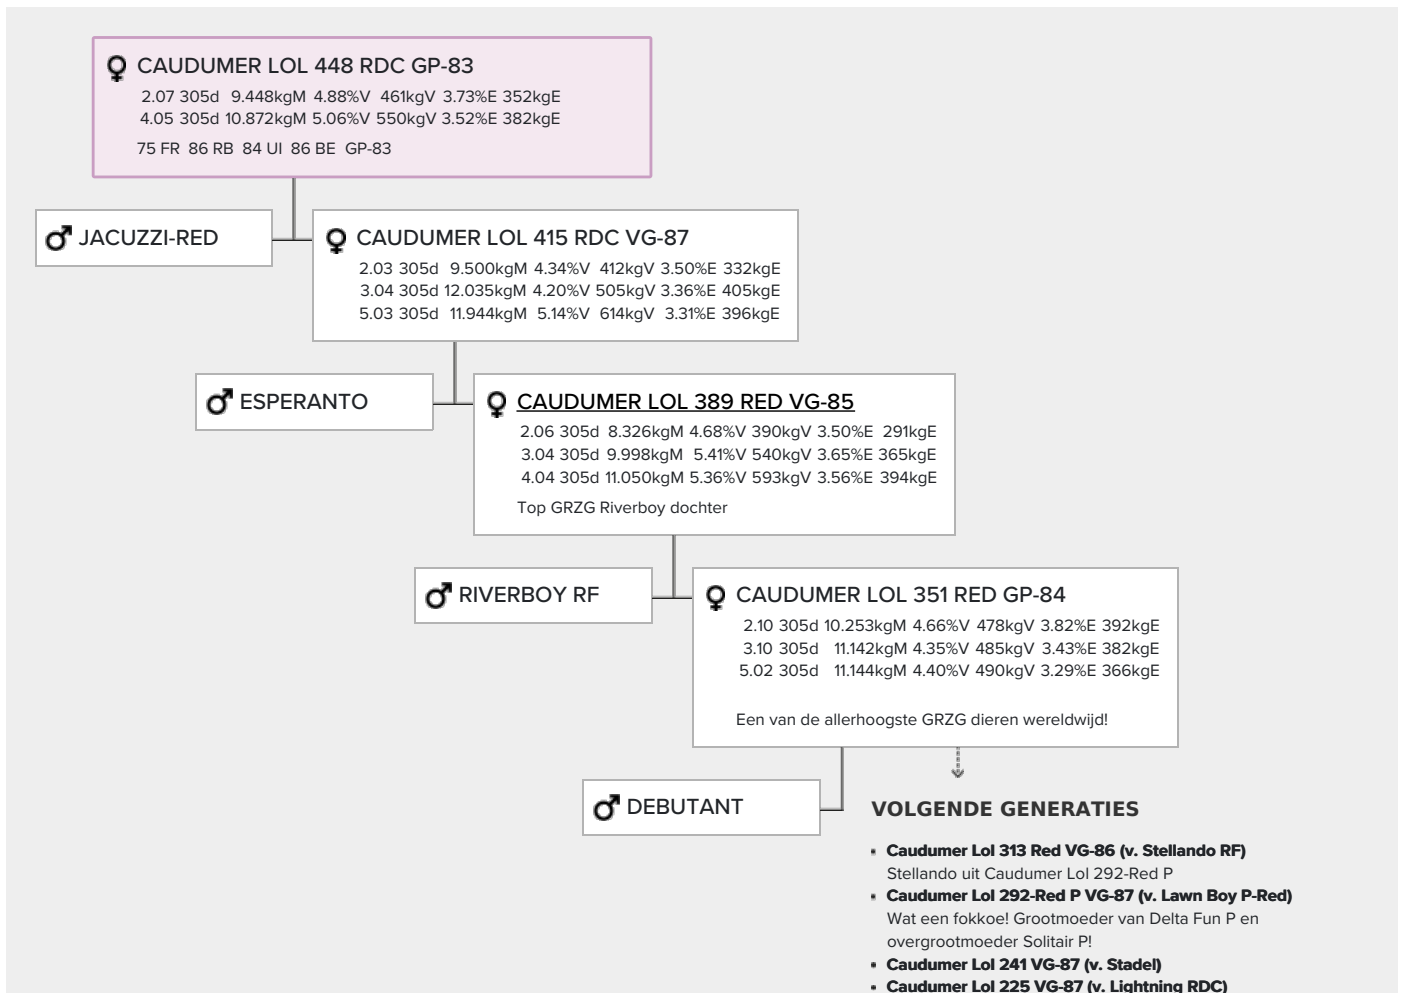 CAUDUMER LOL 448 RDC GP-83
2.07 305d 9.448kgM 4.88%V 461kgV 3.73%E 352kgE
4.05 305d 10.872kgM 5.06%V 550kgV 3.52%E 382kgE
75 FR 86 RB 84 UI 86 BE GP-83
JACUZZI-RED
CAUDUMER LOL 415 RDC VG-87
2.03 305d 9.500kgM 4.34%V 412kgV 3.50%E 332kgE
3.04 305d 12.035kgM 4.20%V 505kgV 3.36%E 405kgE
5.03 305d 11.944kgM 5.14%V 614kgV 3.31%E 396kgE
ESPERANTO
CAUDUMER LOL 389 RED VG-85
2.06 305d 8.326kgM 4.68%V 390kgV 3.50%E 291kgE
3.04 305d 9.998kgM 5.41%V 540kgV 3.65%E 365kgE
4.04 305d 11.050kgM 5.36%V 593kgV 3.56%E 394kgE
Top GRZG Riverboy dochter
RIVERBOY RF
CAUDUMER LOL 351 RED GP-84
2.10 305d 10.253kgM 4.66%V 478kgV 3.82%E 392kgE
3.10 305d 11.142kgM 4.35%V 485kgV 3.43%E 382kgE
5.02 305d 11.144kgM 4.40%V 490kgV 3.29%E 366kgE
Een van de allerhoogste GRZG dieren wereldwijd!
DEBUTANT
VOLGENDE GENERATIES
Caudumer Lol 313 Red VG-86 (v. Stellando RF)
Stellando uit Caudumer Lol 292-Red P
Caudumer Lol 292-Red P VG-87 (v. Lawn Boy P-Red)
Wat een fokkoe! Grootmoeder van Delta Fun P en
overgrootmoeder Solitair P!
Caudumer Lol 241 VG-87 (v. Stadel)
Caudumer Lol 225 VG-87 (v. Lightning RDC)